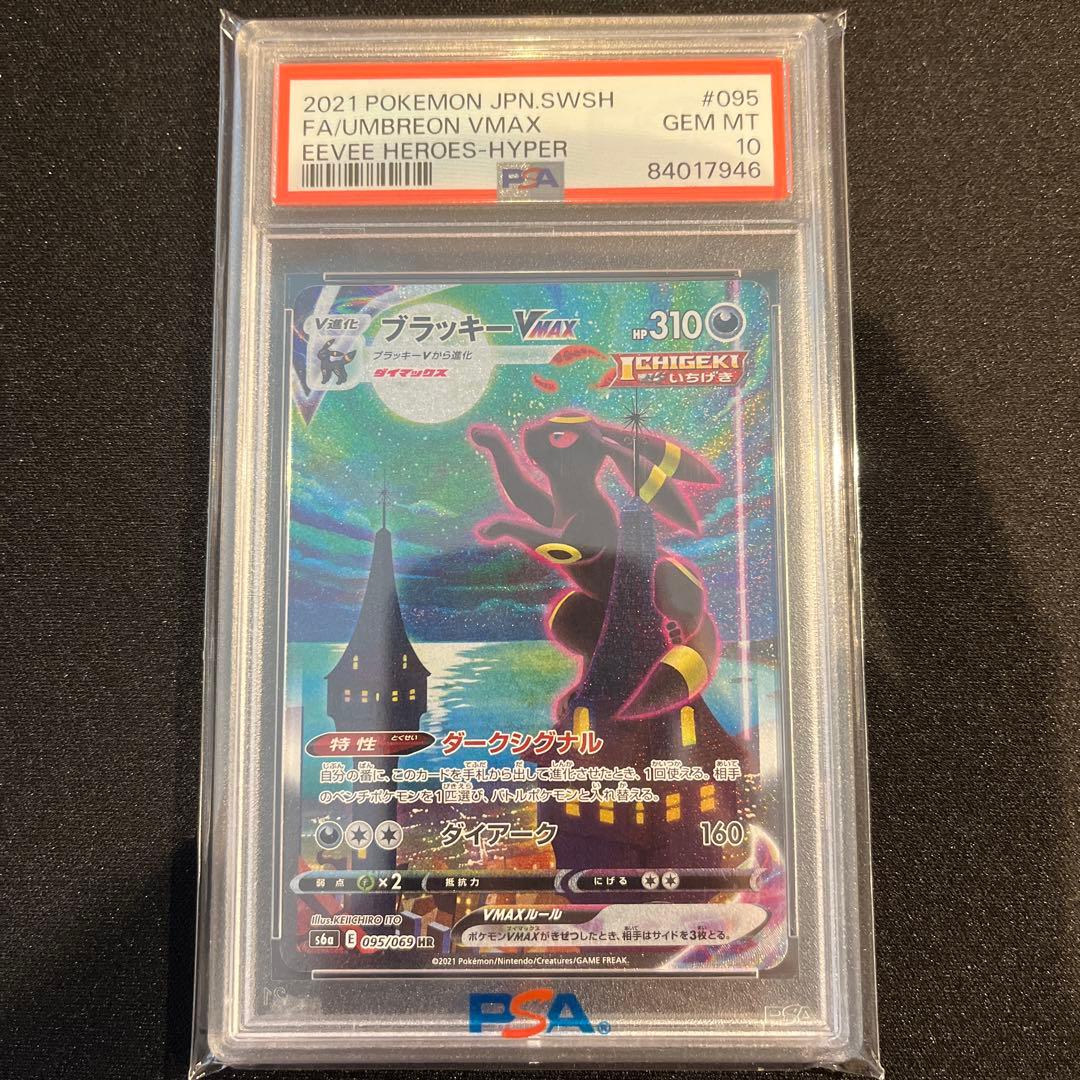 2021 POKEMON JPN.SWSH #095
FA/UMBREON VMAX GEM MT
EEVEE HEROES-HYPER 10
PSA 84017946
V進化 ブラッキーVMAX HP310
ブラッキーVから進化
ダイマックス
ICHIGEKI
いちげき
特性 とくせい ダークシグナル
自分の番に、このカードを手札から出して進化させたとき、1回使える。相手
のベンチポケモンを1匹選び、バトルポケモンと入れ替える。
ダイアーク 160
弱点 ×2 抵抗力 にげる
Illus. KEIICHIRO ITO
VMAXルール
s6a E 095/069 HR
ポケモンVMAXがきぜつしたとき、相手はサイドを3枚とる。
©2021 Pokémon/Nintendo/Creatures/GAME FREAK.
PSA®
PSA